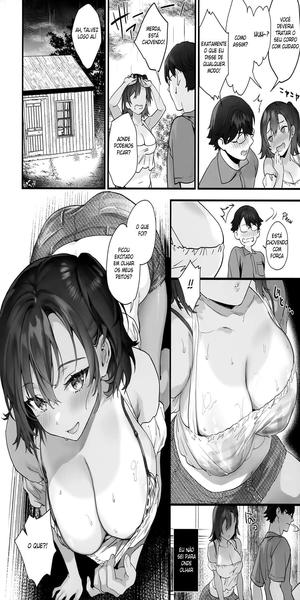 VOCÊ
DEVERIA
TRATAR O
SEU CORPO
COM CUIDADO
UUU~?
COMO
ASSIM?
EXATAMENTE O
QUE EU DISSE
DE
QUALQUER
MODO!
MERDA,
ESTÁ
CHOVENDO!
AONDE
PODEMOS
FICAR?
AH, TALVEZ
LOGO ALI
ESTÁ
CHOVENDO
COM
FORÇA
!!
O QUE
FOI?
FICOU
EXCITADO
EM OLHAR
OS MEUS
PEITOS?
EU NÃO
SEI PARA
ONDE
OLHAR
O QUE?!